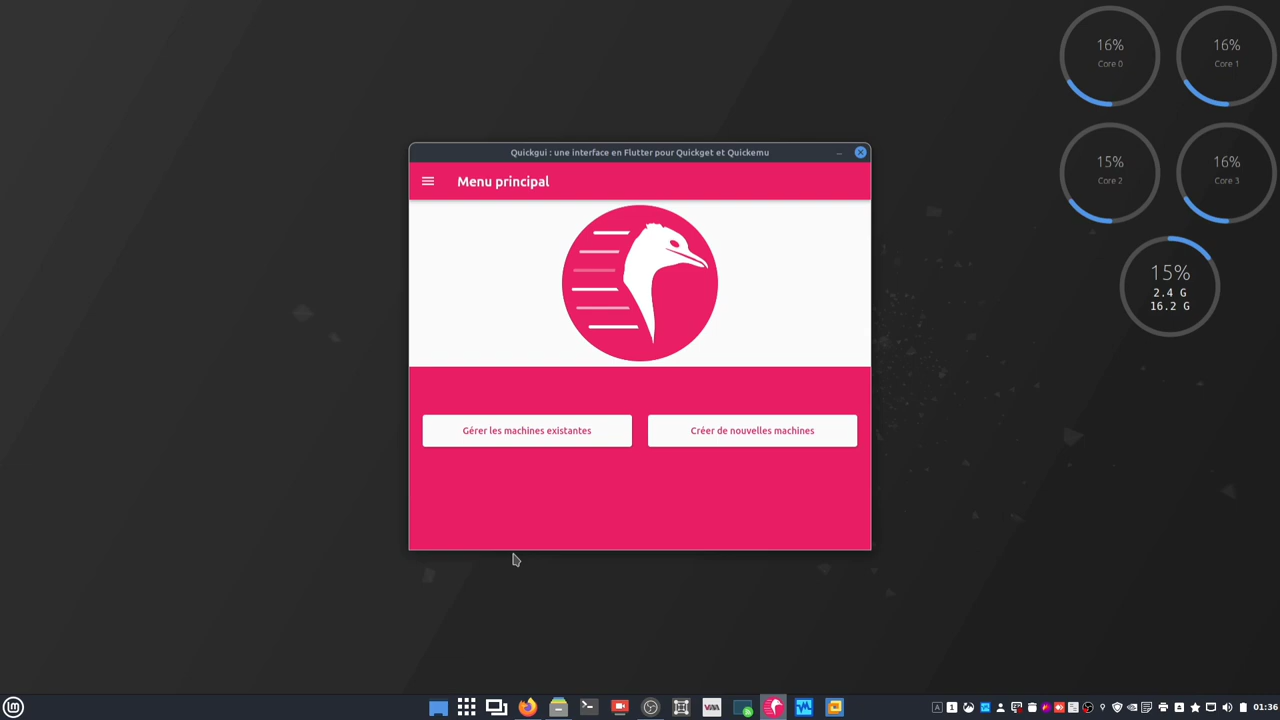 16%
Core 0
16%
Core 1
15%
Core 2
16%
Core 3
15%
2.4 G
16.2 G
Quickgui : une interface en Flutter pour Quickget et Quickemu
Menu principal
Gérer les machines existantes
Créer de nouvelles machines
01:36